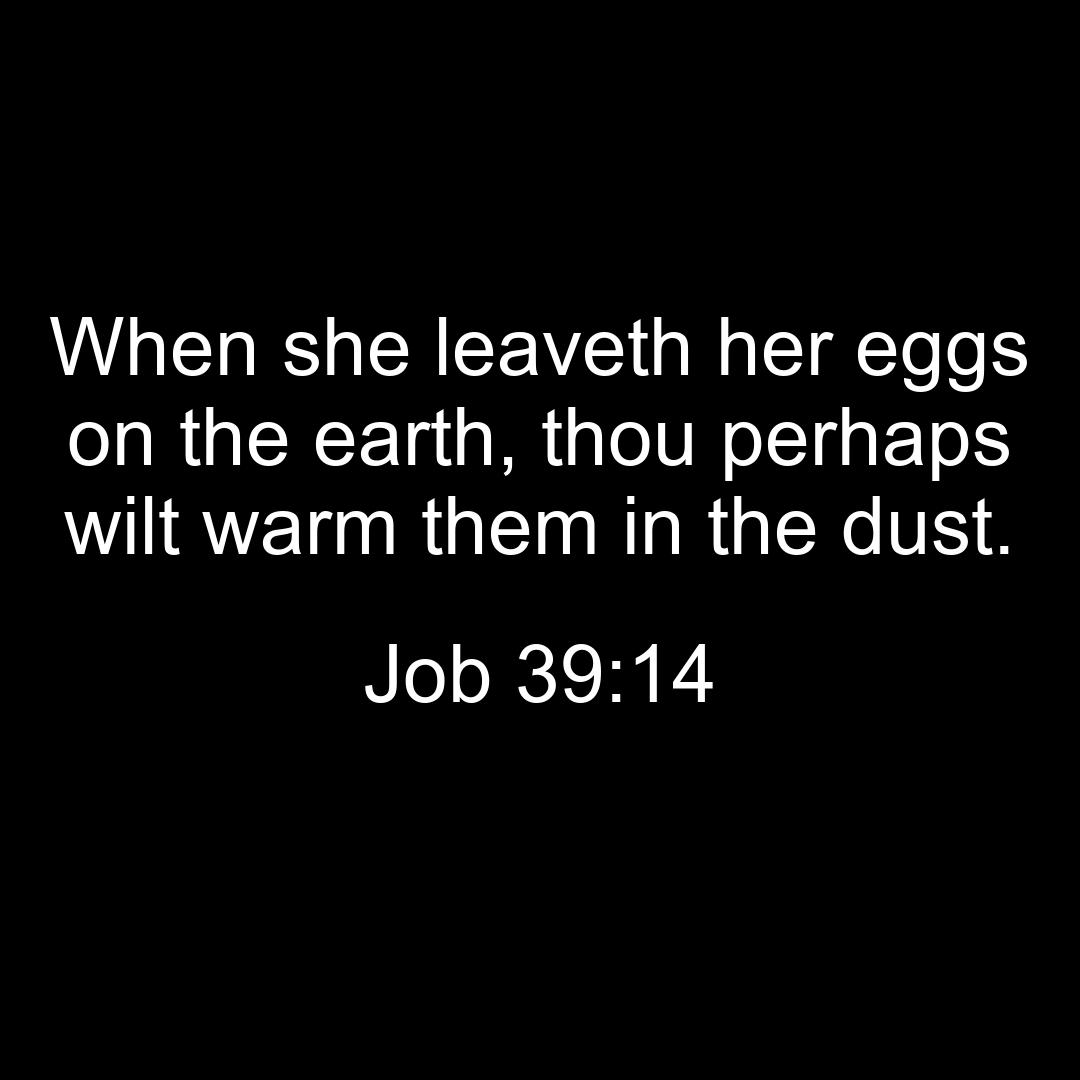 When she leaveth her eggs
on the earth, thou perhaps
wilt warm them in the dust.
Job 39:14